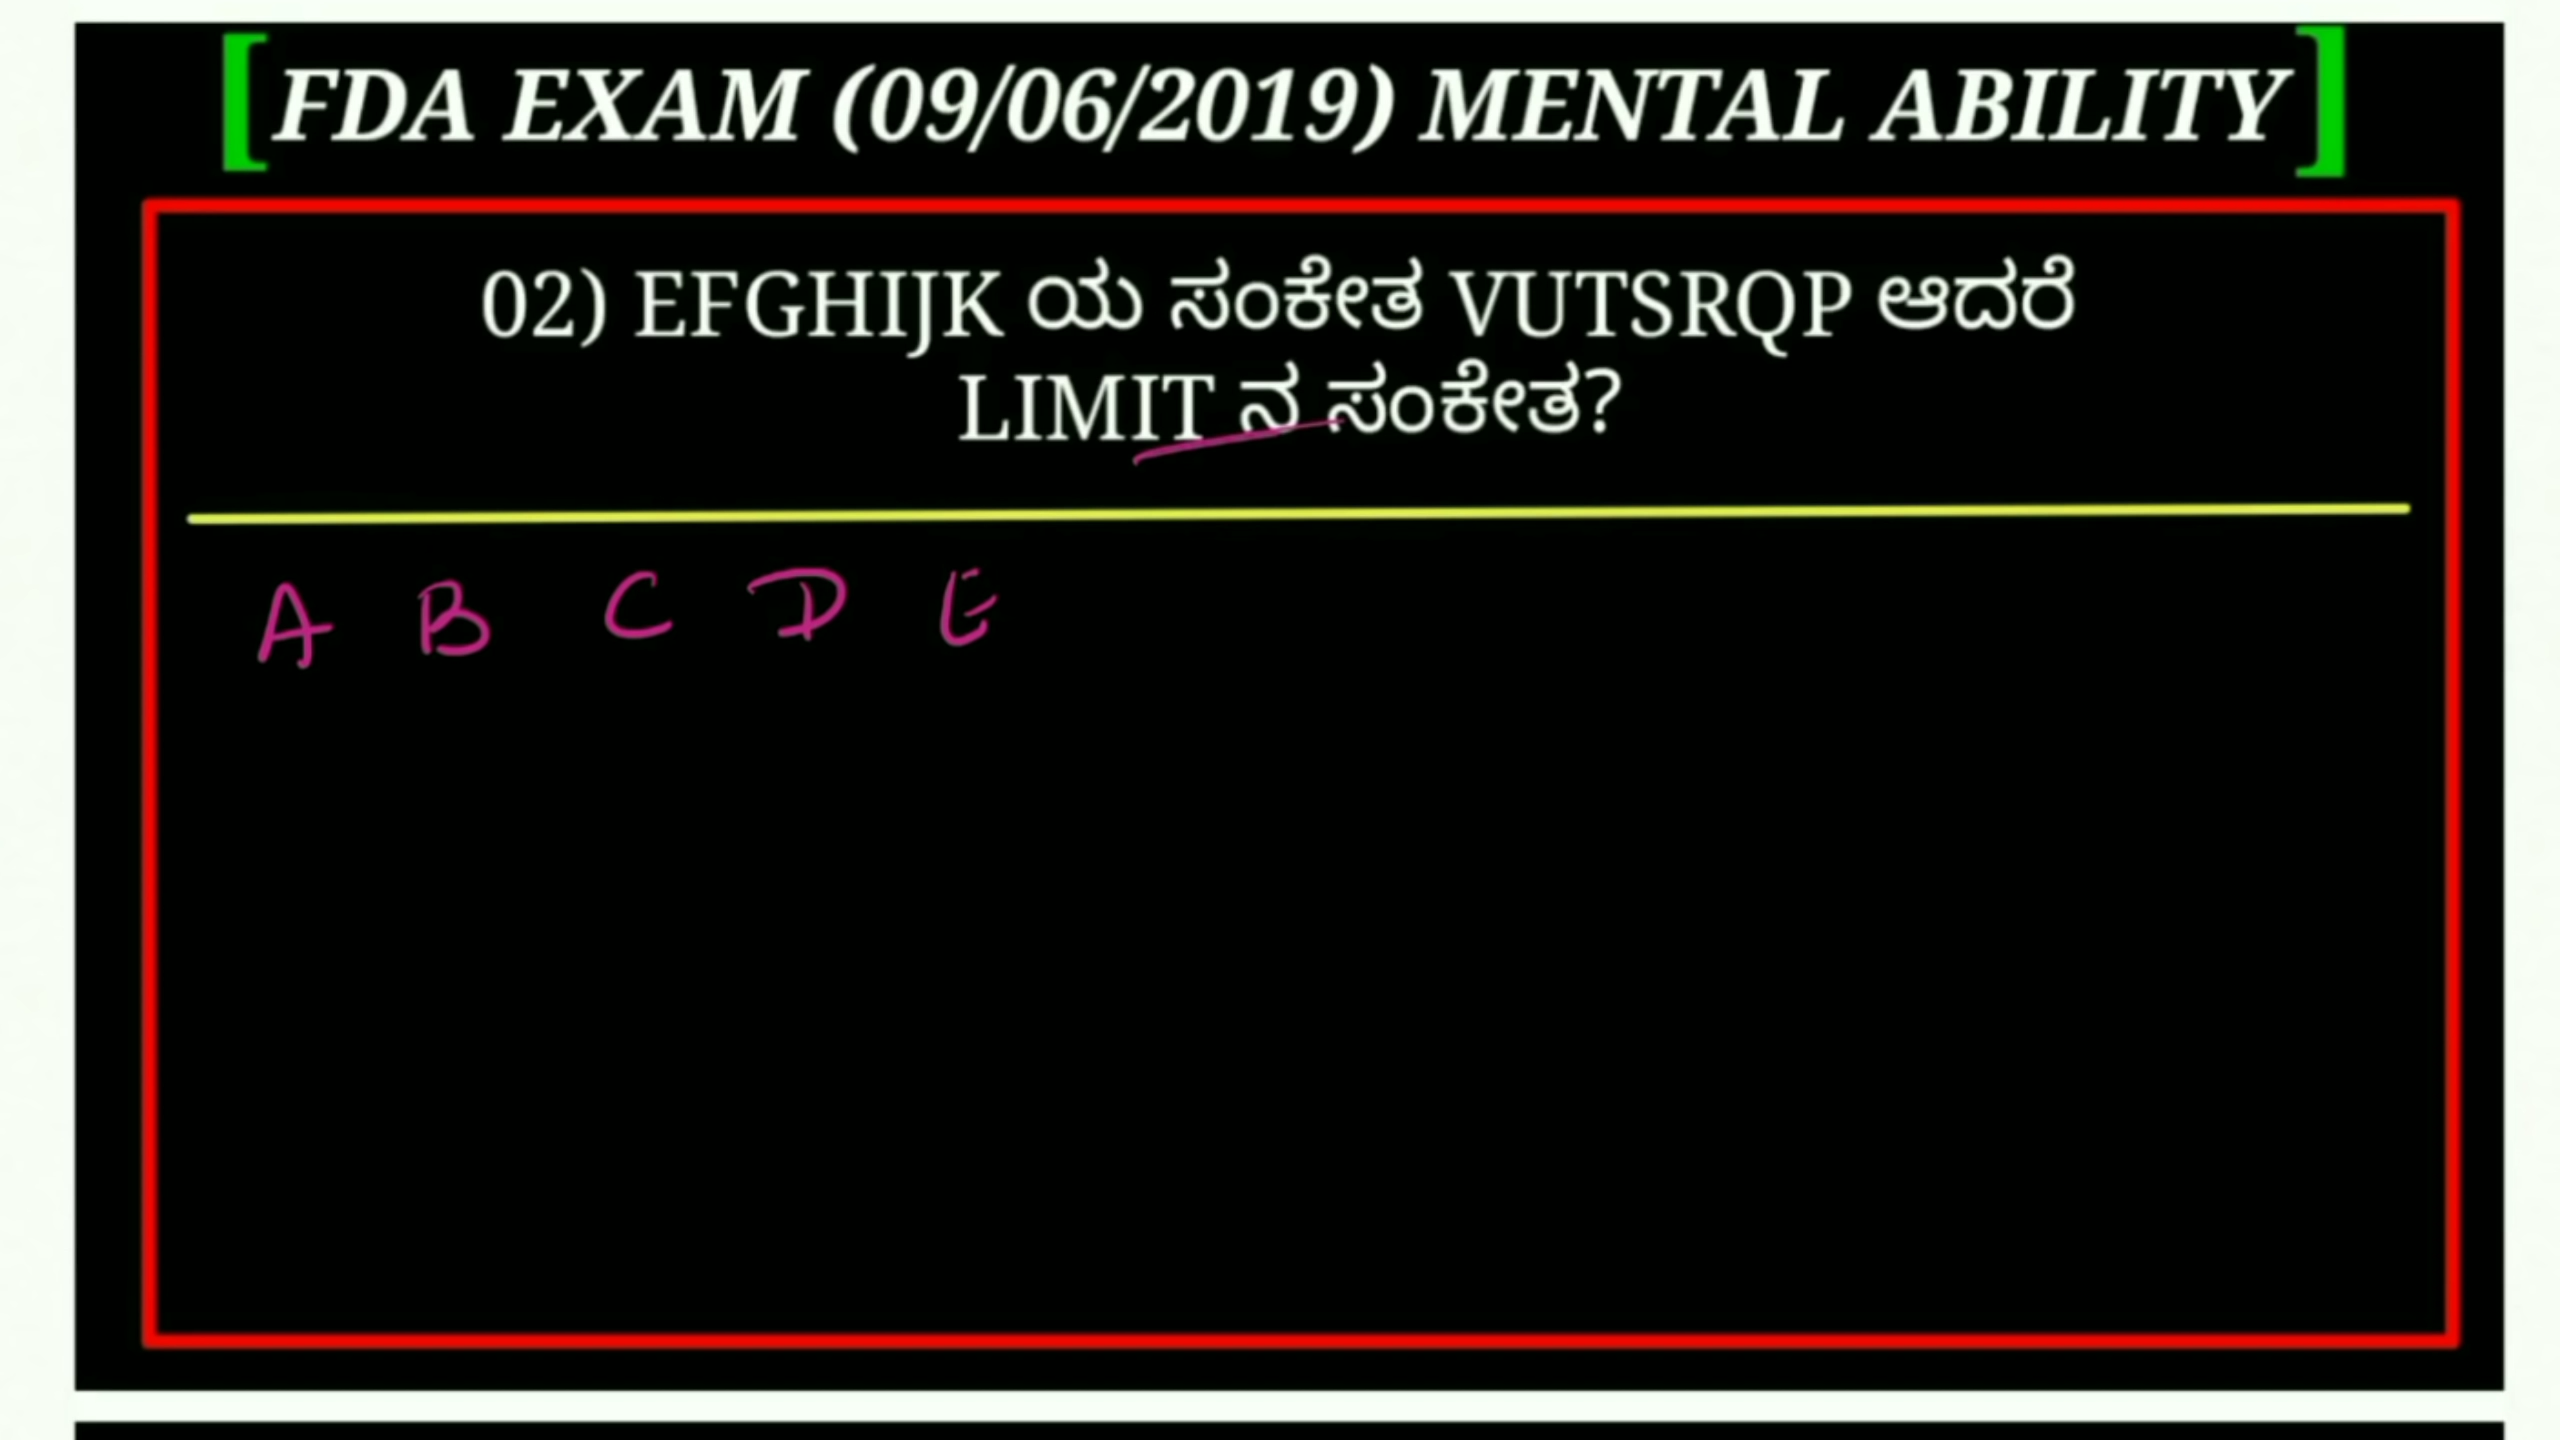 [FDA EXAM (09/06/2019) MENTAL ABILITY]
02) EFGHIJK ಯ ಸಂಕೇತ VUTSRQP ಆದರೆ
LIMIT ನ ಸಂಕೇತ?
A B C D E